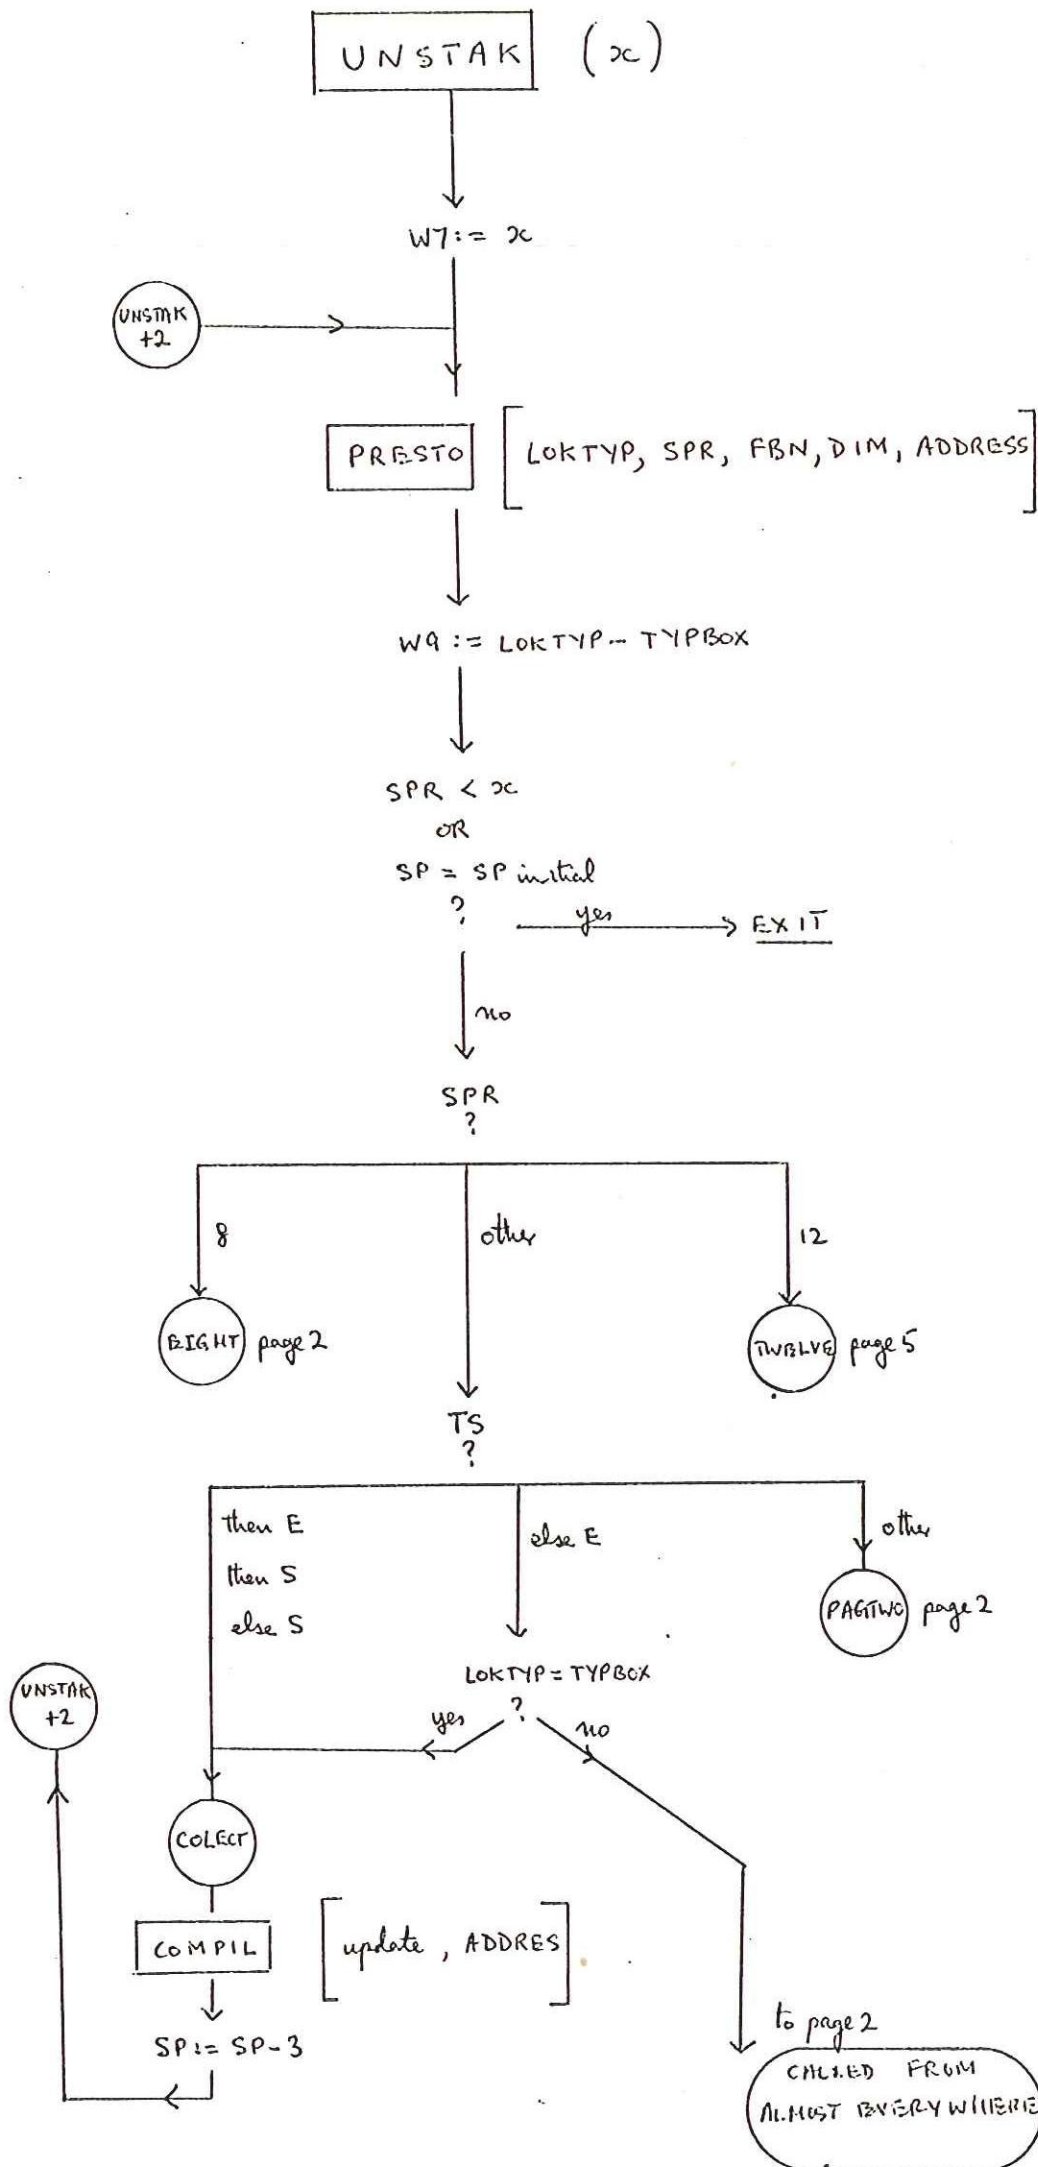 UNSTAK (x)
W7:= x
UNSTAK
+2
PRESTO [LOKTYP, SPR, FBN, DIM, ADDRESS]
W9 := LOKTYP-- TYPBOX
SPR < x
OR
SP = SP initial
?
yes
EXIT
no
SPR
?
8
other
12
EIGHT page 2
TWELVE page 5
TS
?
then E
then S
else S
else E
other
PAGTWO page 2
LOKTYP = TYPBOX
?
yes
no
UNSTAK
+2
COLECT
COMPIL [update, ADDRES]
SP:= SP-3
to page 2
CALLED FROM
ALMOST EVERYWHERE